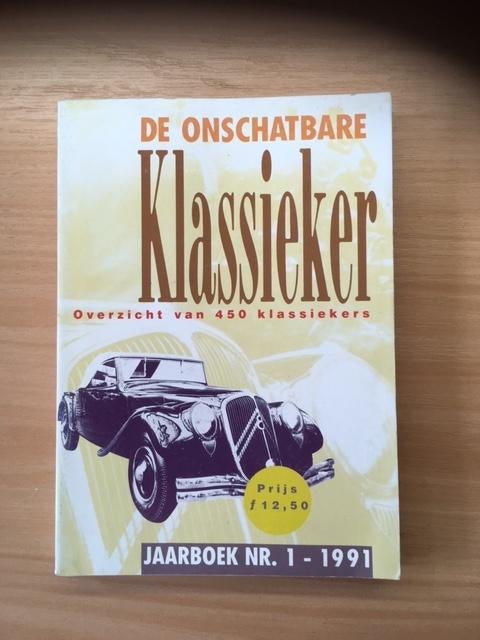 DE ONSCHATBARE
Klassieker
Overzicht van 450 klassiekers
Prijs
ƒ 12,50
JAARBOEK NR. 1 - 1991